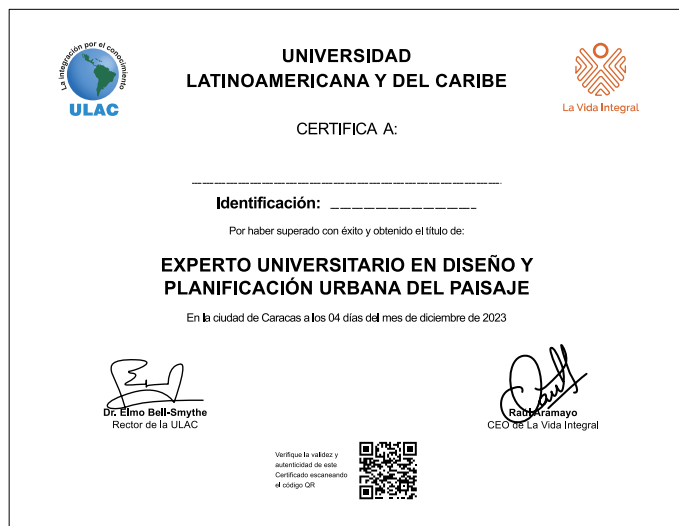 La integración por el conocimiento
ULAC
UNIVERSIDAD
LATINOAMERICANA Y DEL CARIBE
La Vida Integral
CERTIFICA A:
Identificación:
Por haber superado con éxito y obtenido el título de:
EXPERTO UNIVERSITARIO EN DISEÑO Y
PLANIFICACIÓN URBANA DEL PAISAJE
En la ciudad de Caracas a los 04 días del mes de diciembre de 2023
Dr. Elmo Bell-Smythe
Rector de la ULAC
Raúl Aramayo
CEO de La Vida Integral
Verifique la validez y
autenticidad de este
Certificado escaneando
el código QR